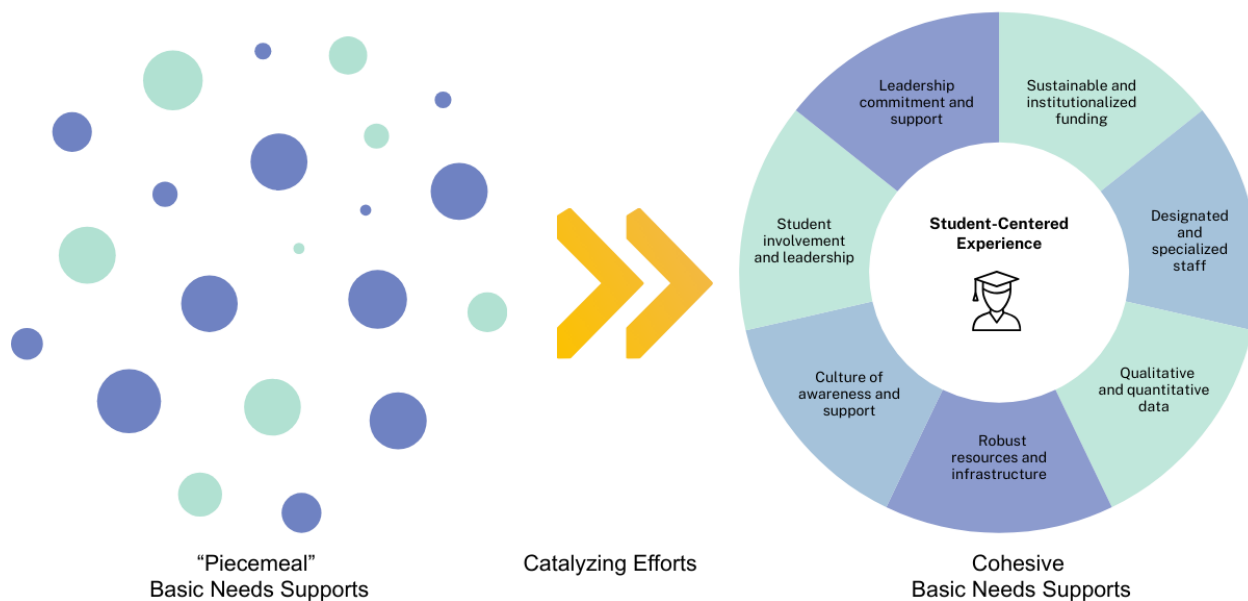 Leadership
commitment and
support
Sustainable and
institutionalized
funding
Designated
and
specialized
staff
Qualitative
and quantitative
data
Robust
resources and
infrastructure
Culture of
awareness and
support
Student
involvement
and leadership
Student-Centered
Experience
“Piecemeal”
Basic Needs Supports
Catalyzing Efforts
Cohesive
Basic Needs Supports